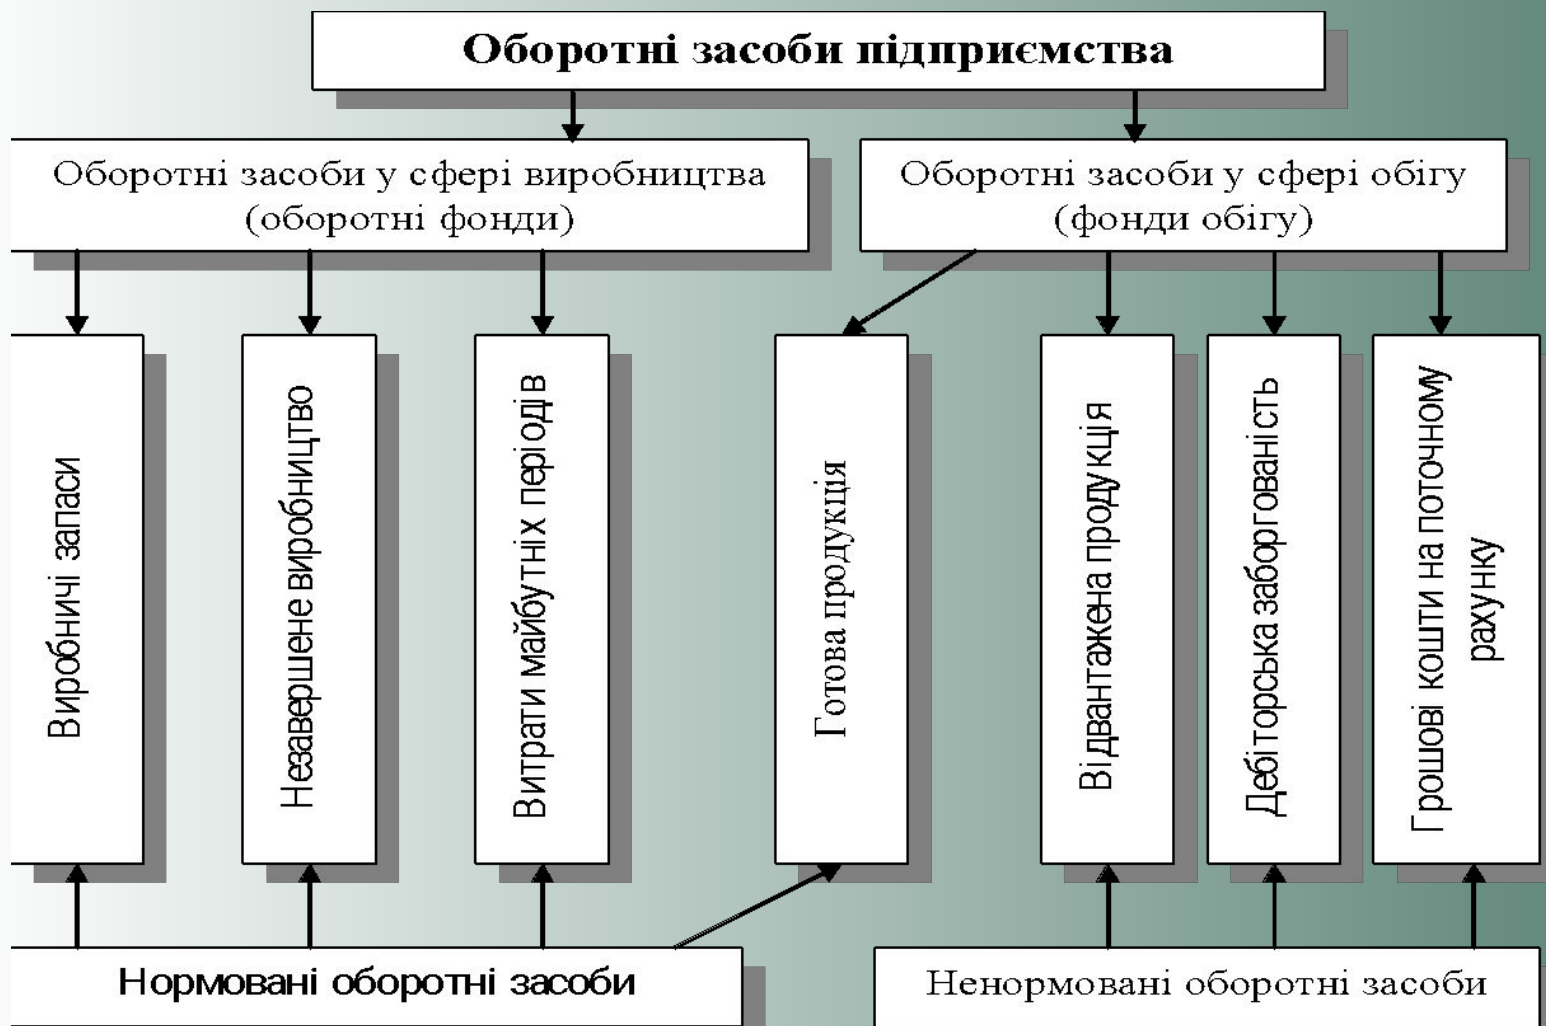 Оборотні засоби підприємства
Оборотні засоби у сфері виробництва
(оборотні фонди)
Оборотні засоби у сфері обігу
(фонди обігу)
Виробничі запаси
Незавершене виробництво
Витрати майбутніх періодів
Готова продукція
Відвантажена продукція
Дебіторська заборгованість
Грошові кошти на поточному
рахунку
Нормовані оборотні засоби
Ненормовані оборотні засоби